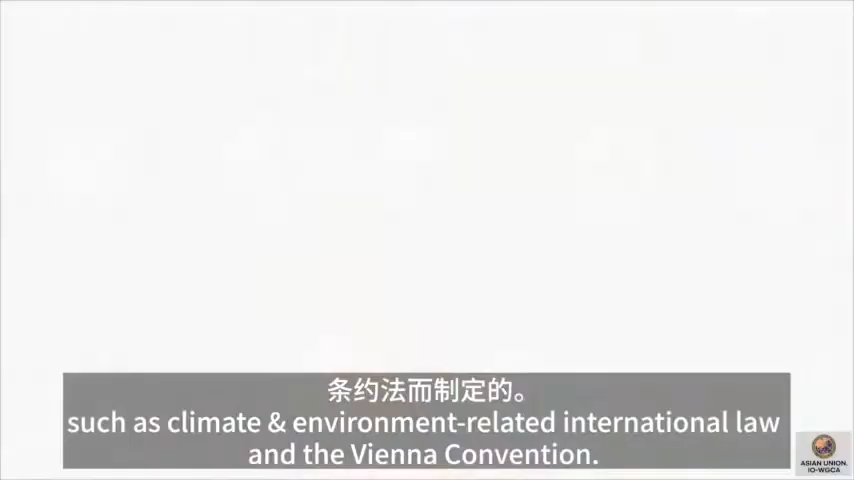 条约法而制定的。
such as climate & environment-related international law
and the Vienna Convention.
ASIAN UNION.
IO-WGCA